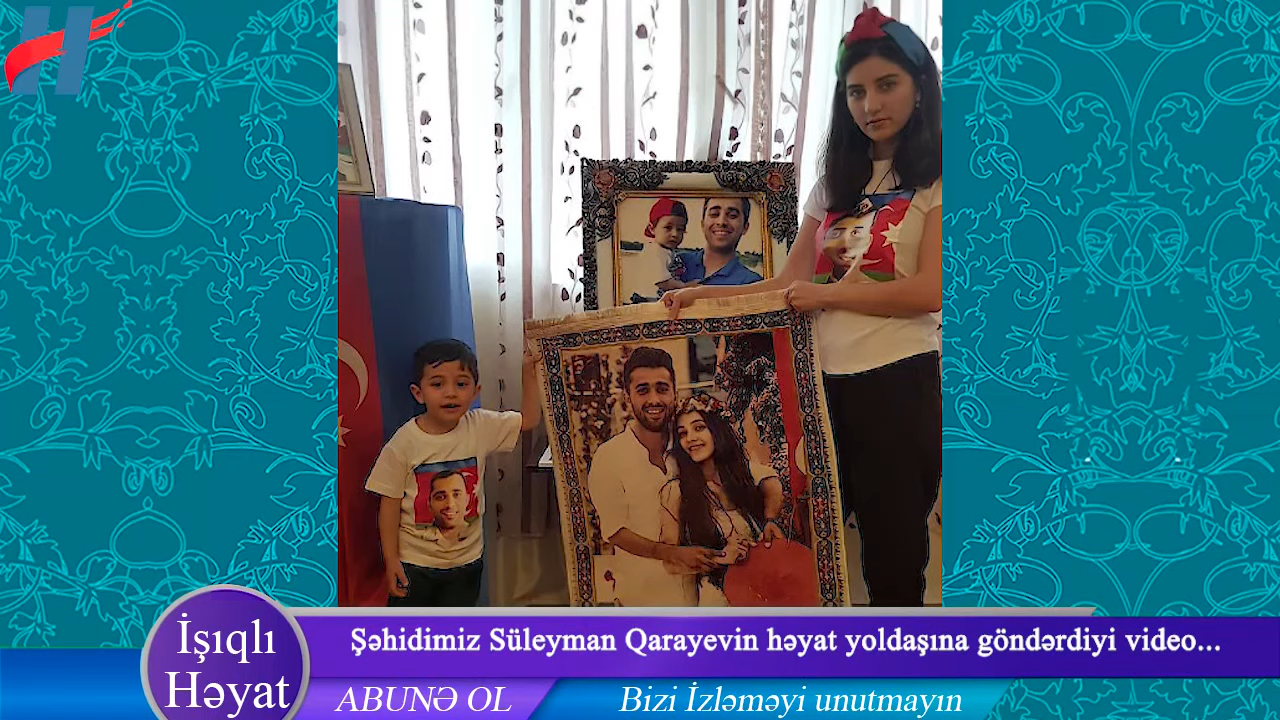 H
Şəhidimiz Süleyman Qarayevin həyat yoldaşına göndərdiyi video...
İşıqlı
Həyat
ABUNƏ OL
Bizi İzləməyi unutmayın